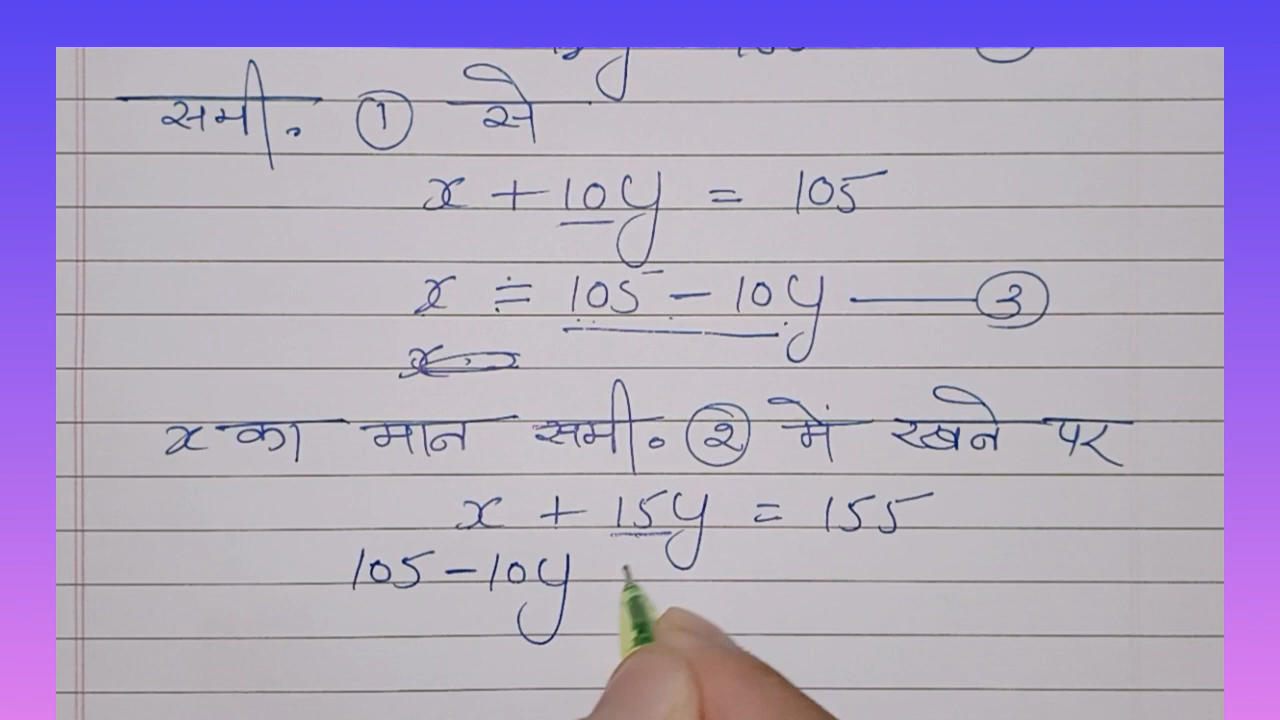 समी. ① से
x + 10y = 105
x = 105 - 10y —— ③
x का मान समी. ② में रखने पर
x + 15y = 155
105 - 10y